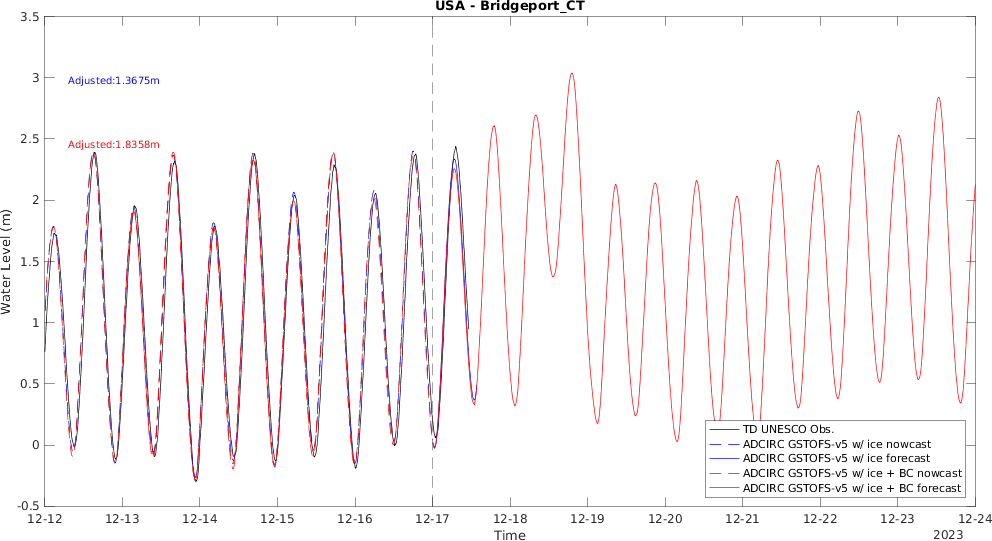 USA - Bridgeport_CT
3.5
3
2.5
2
1.5
1
0.5
0
-0.5
Water Level (m)
Adjusted:1.3675m
Adjusted:1.8358m
TD UNESCO Obs.
ADCIRC GSTOFS-v5 w/ ice nowcast
ADCIRC GSTOFS-v5 w/ ice forecast
ADCIRC GSTOFS-v5 w/ ice + BC nowcast
ADCIRC GSTOFS-v5 w/ ice + BC forecast
12-12 12-13 12-14 12-15 12-16 12-17 12-18 12-19 12-20 12-21 12-22 12-23 12-24
Time
2023